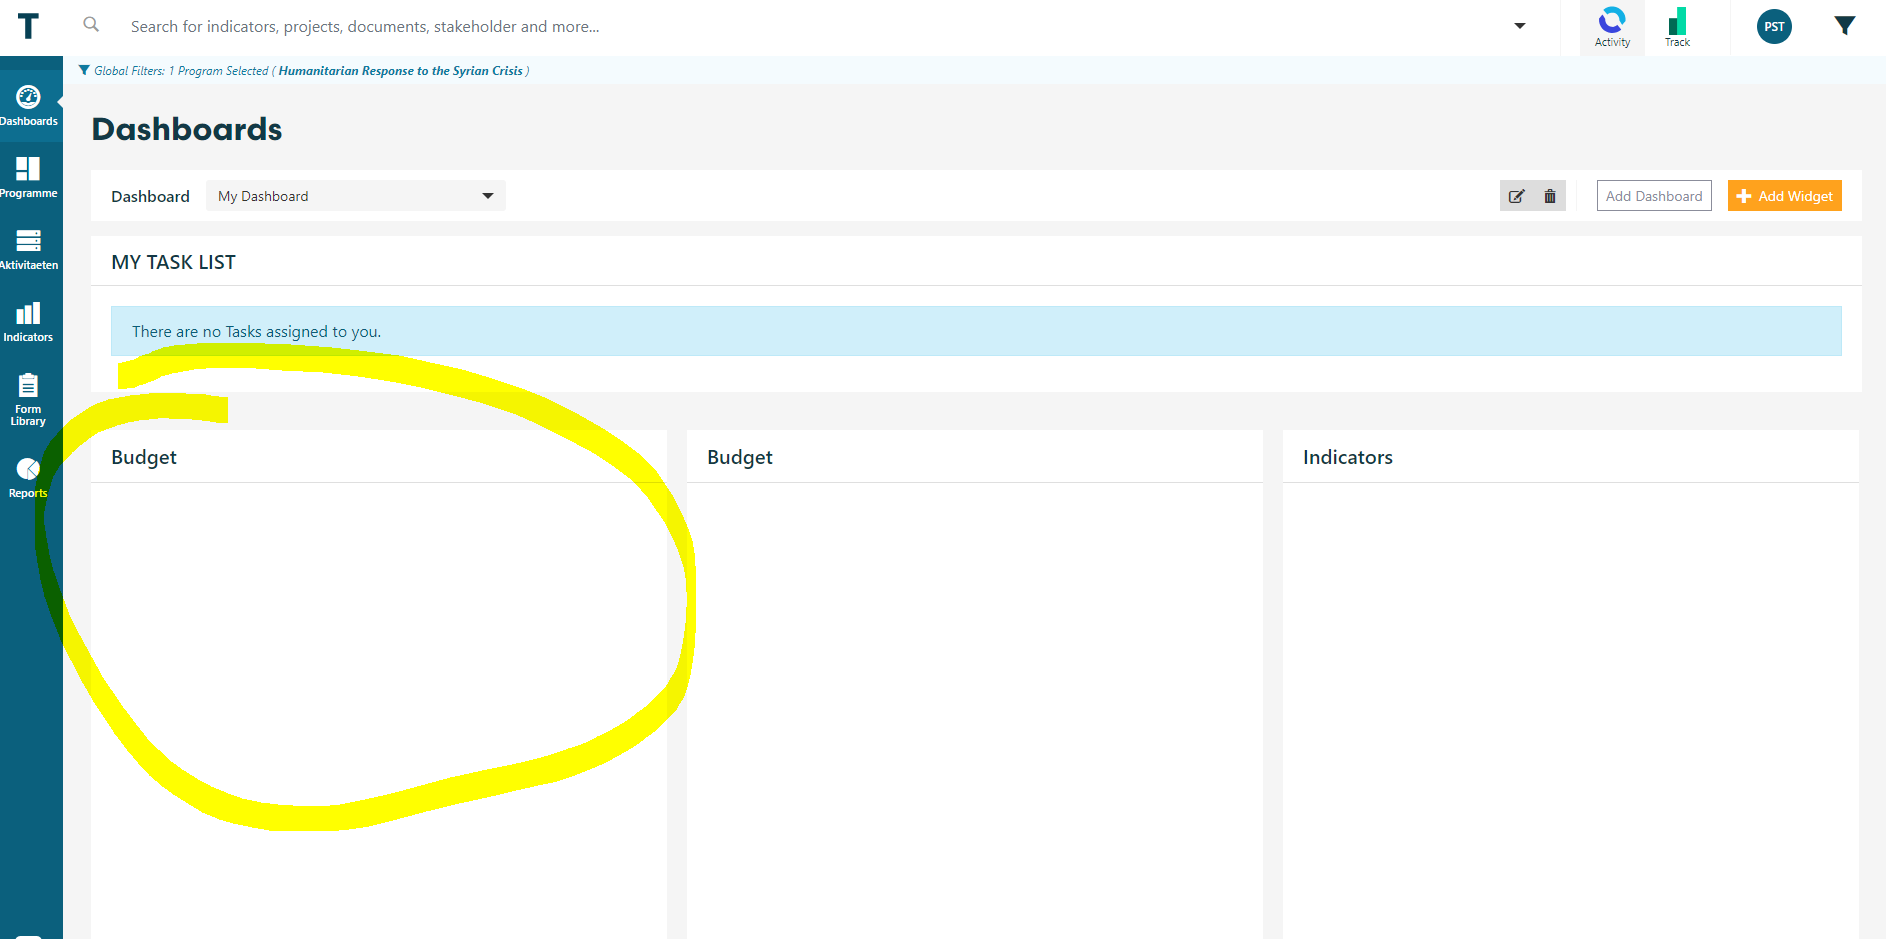 T
Search for indicators, projects, documents, stakeholder and more...
Activity
Track
PST
Global Filters: 1 Program Selected ( Humanitarian Response to the Syrian Crisis )
Dashboards
Programme
Aktivitaeten
Indicators
Form
Library
Reports
Dashboards
Dashboard
My Dashboard
Add Dashboard
Add Widget
MY TASK LIST
There are no Tasks assigned to you.
Budget
Budget
Indicators